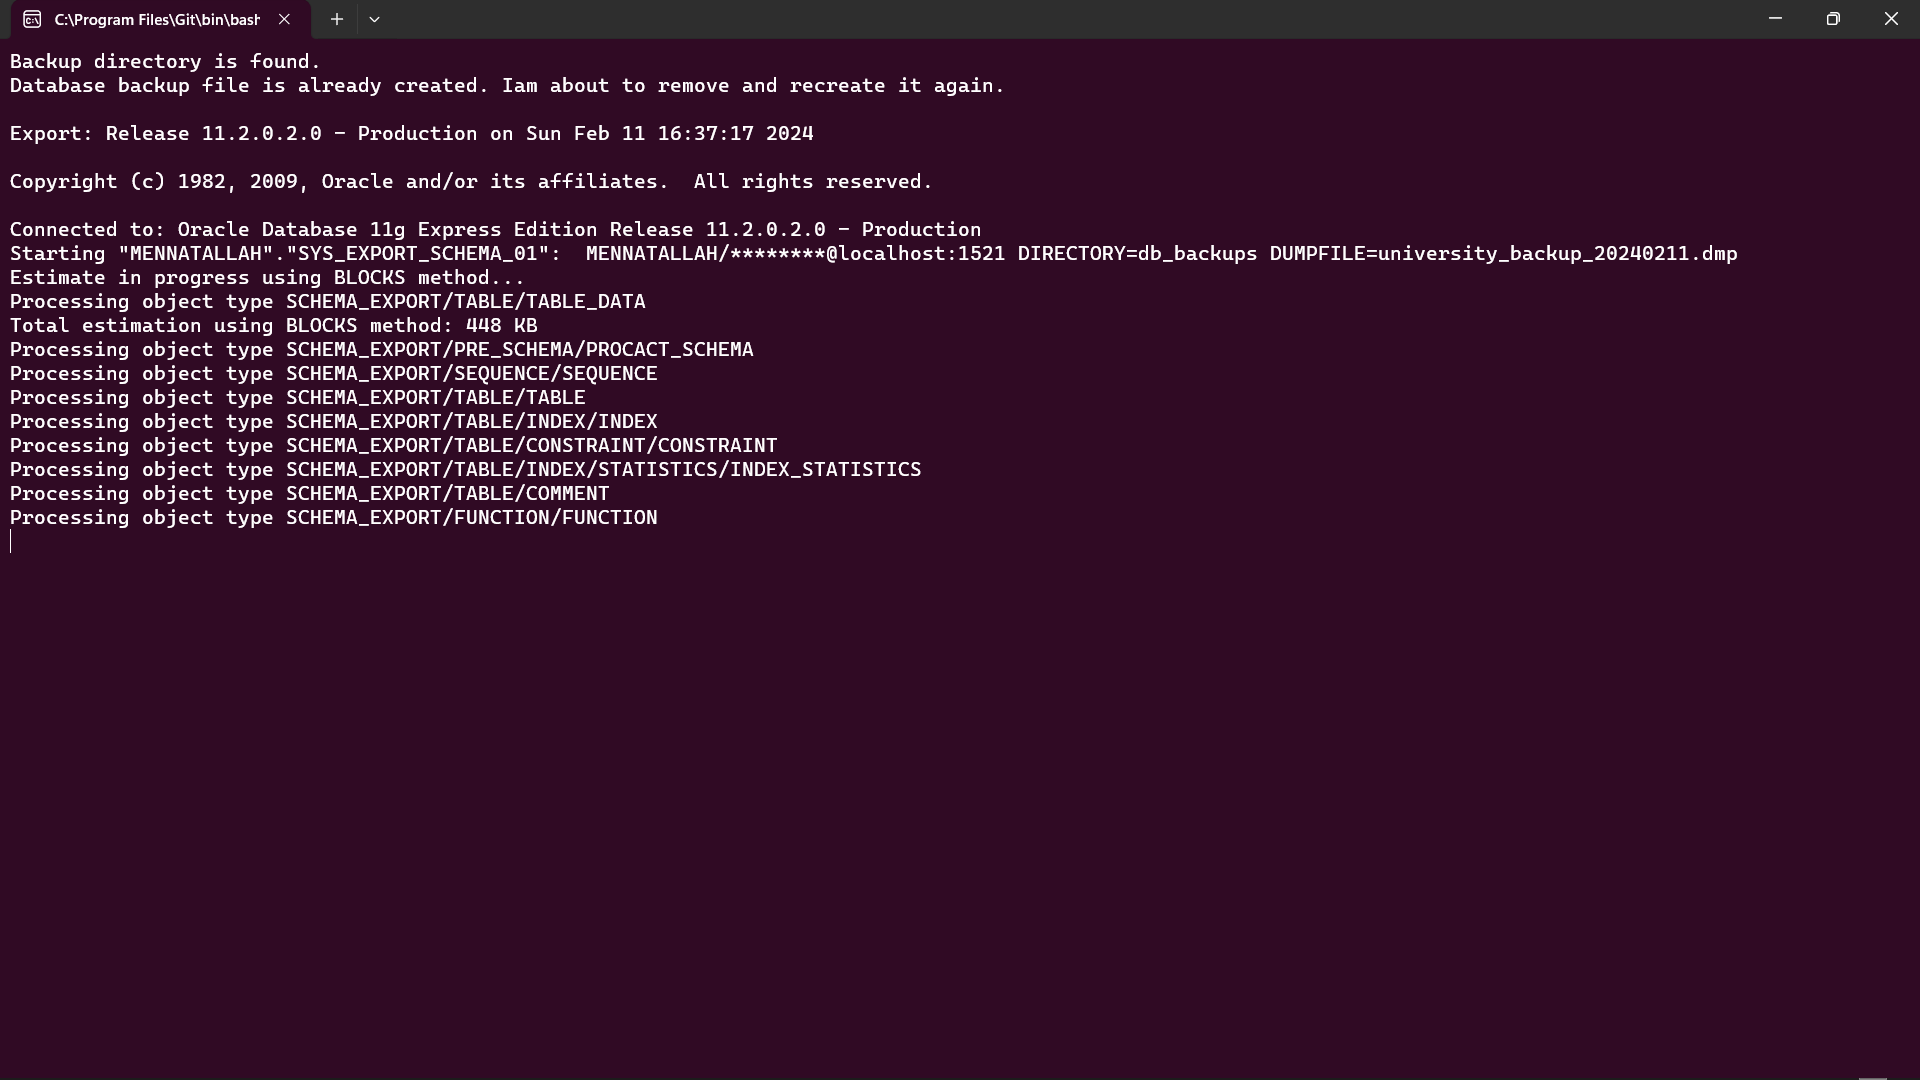 C:\Program Files\Git\bin\bash
Backup directory is found.
Database backup file is already created. Iam about to remove and recreate it again.
Export: Release 11.2.0.2.0 - Production on Sun Feb 11 16:37:17 2024
Copyright (c) 1982, 2009, Oracle and/or its affiliates.  All rights reserved.
Connected to: Oracle Database 11g Express Edition Release 11.2.0.2.0 - Production
Starting "MENNATALLAH"."SYS_EXPORT_SCHEMA_01":  MENNATALLAH/********@localhost:1521 DIRECTORY=db_backups DUMPFILE=university_backup_20240211.dmp
Estimate in progress using BLOCKS method...
Processing object type SCHEMA_EXPORT/TABLE/TABLE_DATA
Total estimation using BLOCKS method: 448 KB
Processing object type SCHEMA_EXPORT/PRE_SCHEMA/PROCACT_SCHEMA
Processing object type SCHEMA_EXPORT/SEQUENCE/SEQUENCE
Processing object type SCHEMA_EXPORT/TABLE/TABLE
Processing object type SCHEMA_EXPORT/TABLE/INDEX/INDEX
Processing object type SCHEMA_EXPORT/TABLE/CONSTRAINT/CONSTRAINT
Processing object type SCHEMA_EXPORT/TABLE/INDEX/STATISTICS/INDEX_STATISTICS
Processing object type SCHEMA_EXPORT/TABLE/COMMENT
Processing object type SCHEMA_EXPORT/FUNCTION/FUNCTION